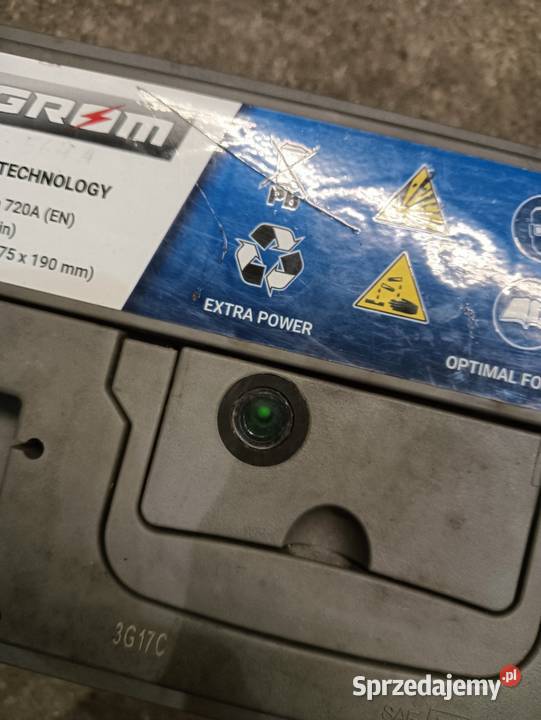 GROM
TECHNOLOGY
720A (EN)
in)
75 x 190 mm)
Pb
EXTRA POWER
OPTIMAL FO
3G17C
Sprzedajemy.pl